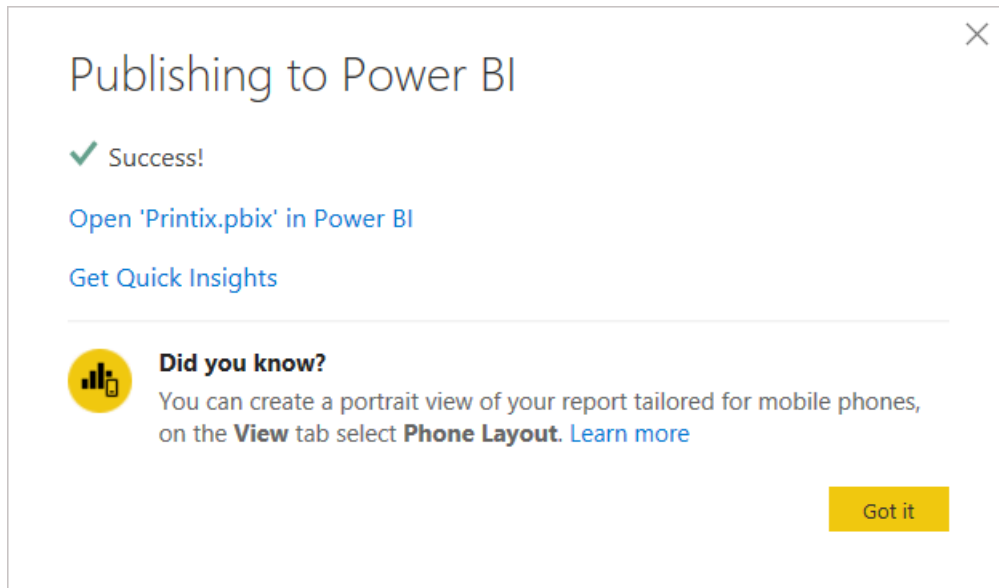 Publishing to Power BI
Success!
Open 'Printix.pbix' in Power BI
Get Quick Insights
Did you know?
You can create a portrait view of your report tailored for mobile phones,
on the View tab select Phone Layout. Learn more
Got it